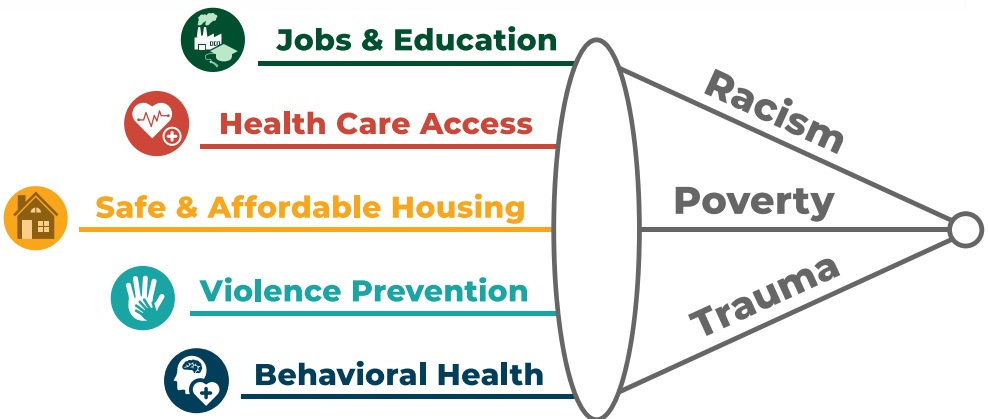 Jobs & Education
Health Care Access
Safe & Affordable Housing
Violence Prevention
Behavioral Health
Racism
Poverty
Trauma